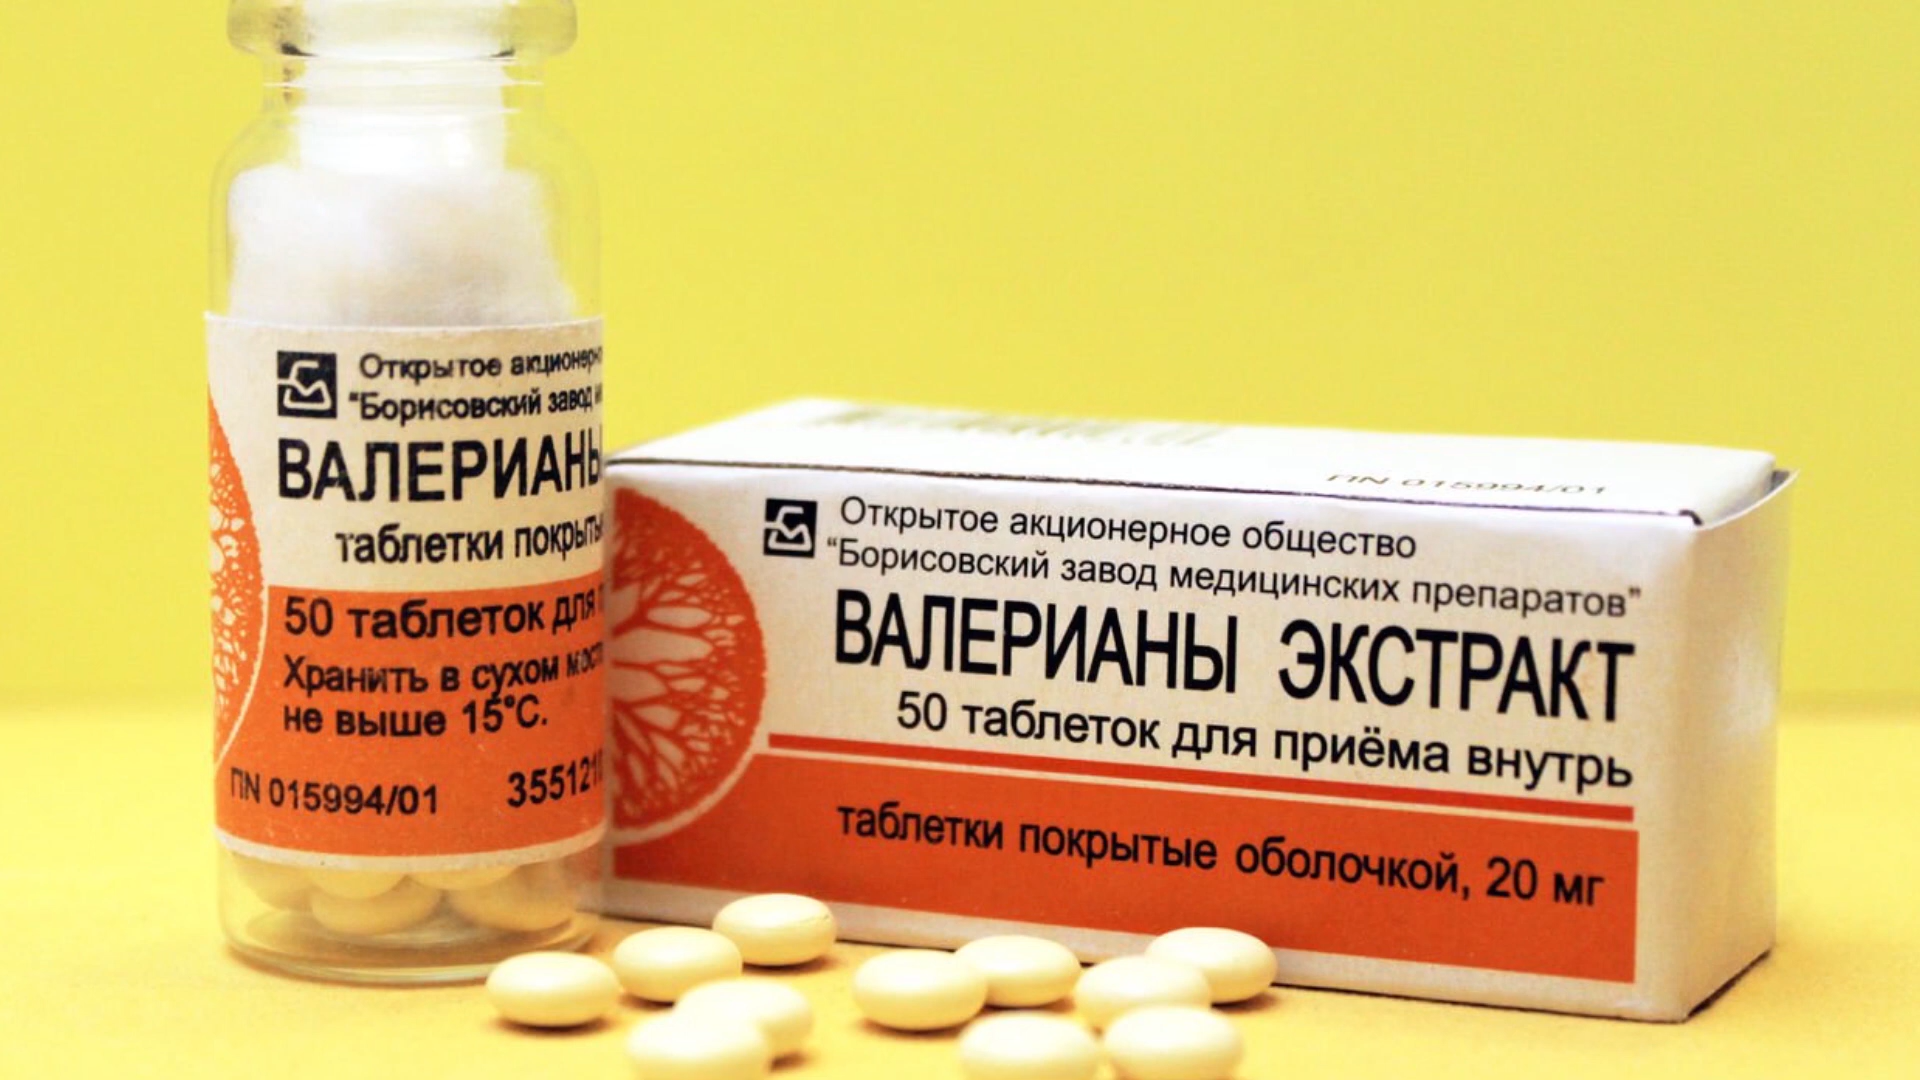 Открытое акционерн
"Борисовский завод
ВАЛЕРИАНЫ
таблетки покрыты
50 таблеток для п
Хранить в сухом мест
не выше 15°С.
ПN 015994/01 355121
ПN 015994/01
Открытое акционерное общество
“Борисовский завод медицинских препаратов”
ВАЛЕРИАНЫ ЭКСТРАКТ
50 таблеток для приёма внутрь
таблетки покрытые оболочкой, 20 мг